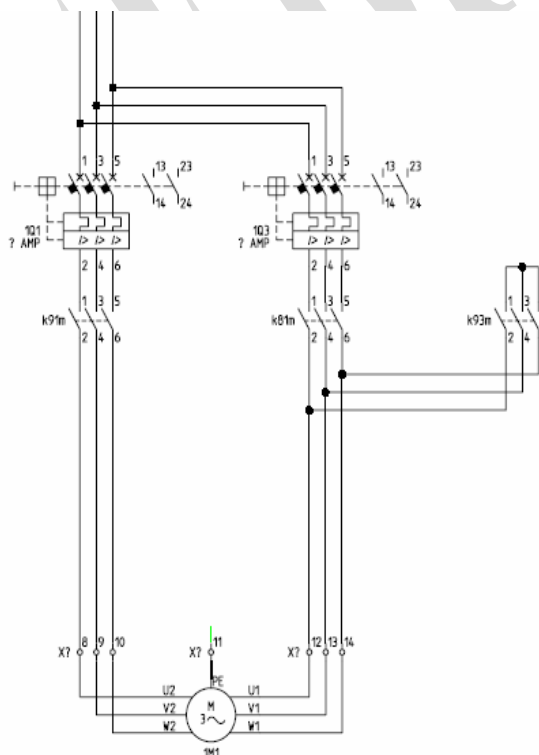 1 3 5 13 23 1 3 5 13 23
14 24 14 24
1Q1 1Q3
? AMP ? AMP
I> I> I> I> I> I>
2 4 6 2 4 6
1 3 5 1 3 5 1 3
k91m k81m k93m
2 4 6 2 4 6 2 4
X? 8 9 10 X? 11 X? 12 13 14
PE
U2 U1
V2 M V1
3
W2 W1
1M1